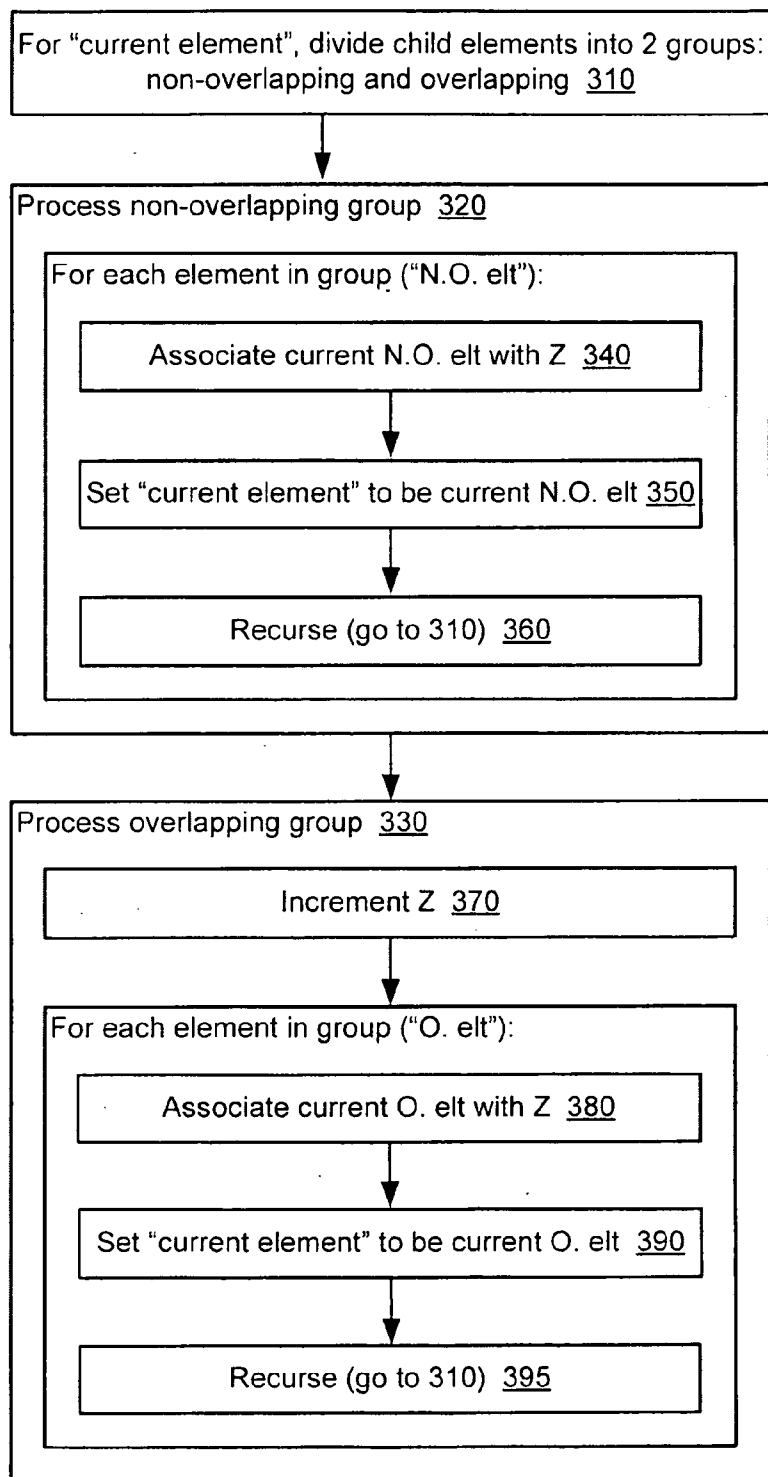 For “current element”, divide child elements into 2 groups:
non-overlapping and overlapping 310
Process non-overlapping group 320
For each element in group (“N.O. elt”):
Associate current N.O. elt with Z 340
Set “current element” to be current N.O. elt 350
Recurse (go to 310) 360
Process overlapping group 330
Increment Z 370
For each element in group (“O. elt”):
Associate current O. elt with Z 380
Set “current element” to be current O. elt 390
Recurse (go to 310) 395